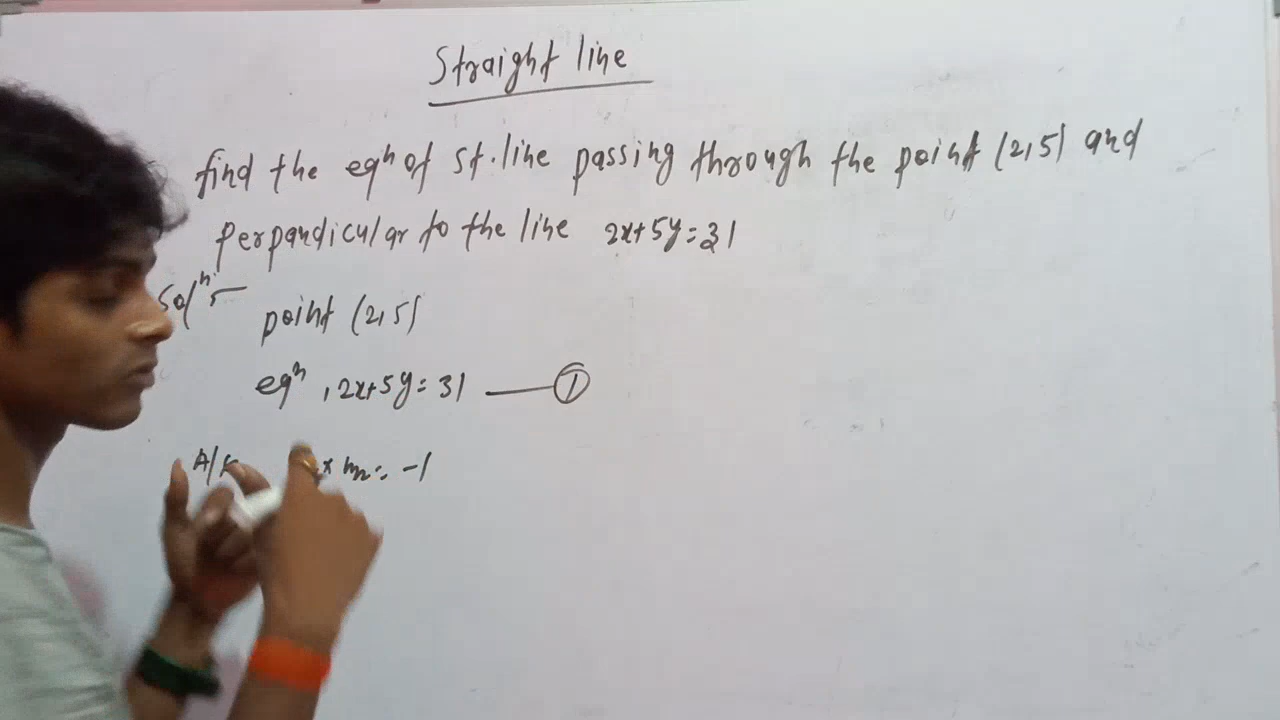 Straight line
find the eqn of st. line passing through the point (2,5) and
perpandicular to the line 2x+5y=31
Soln
point (2,5)
eqn, 2x+5y=31 —— ①
× m2 = -1